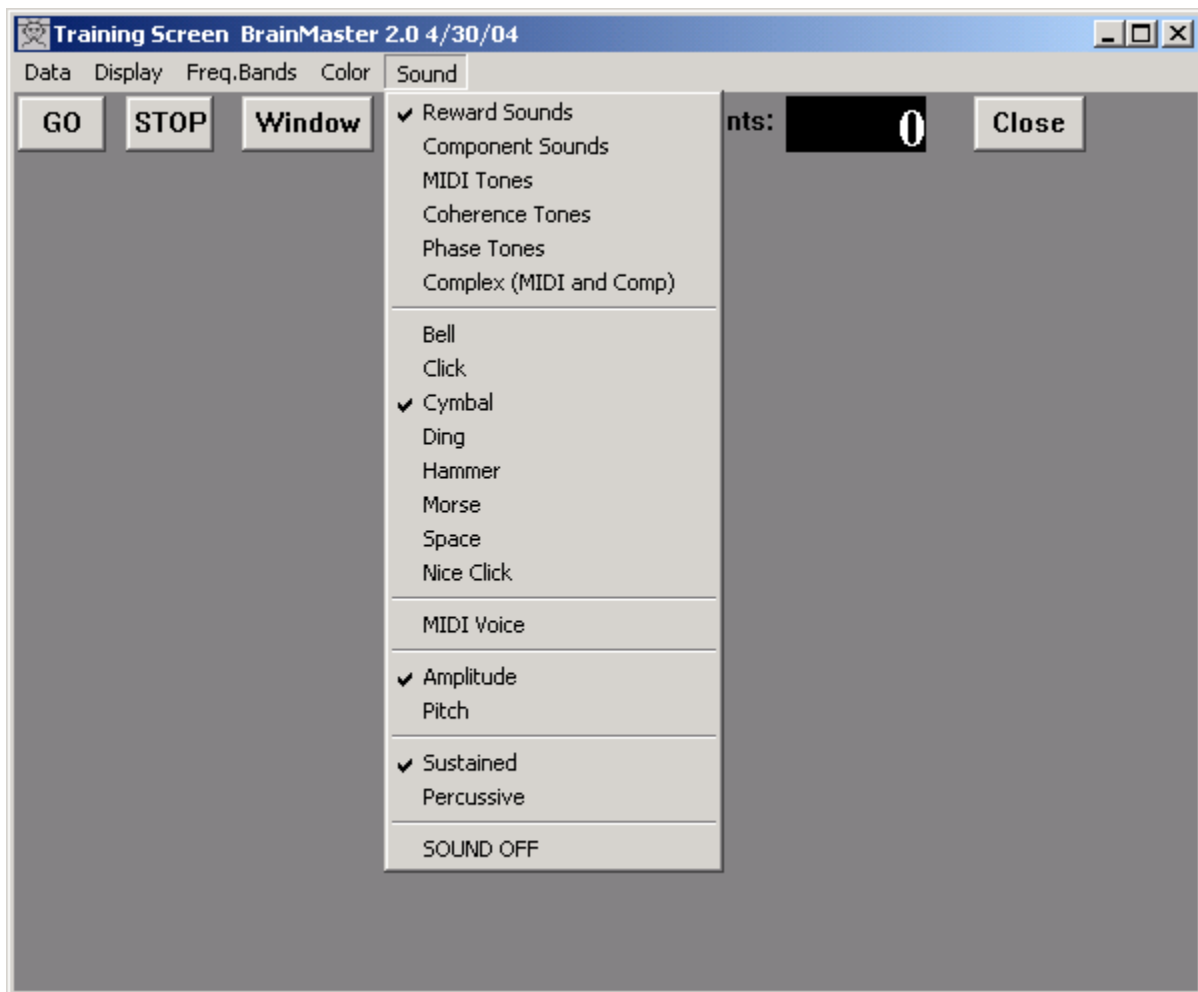 Training Screen BrainMaster 2.0 4/30/04
Data Display Freq.Bands Color Sound
GO STOP Window nts: 0 Close
Reward Sounds
Component Sounds
MIDI Tones
Coherence Tones
Phase Tones
Complex (MIDI and Comp)
Bell
Click
Cymbal
Ding
Hammer
Morse
Space
Nice Click
MIDI Voice
Amplitude
Pitch
Sustained
Percussive
SOUND OFF